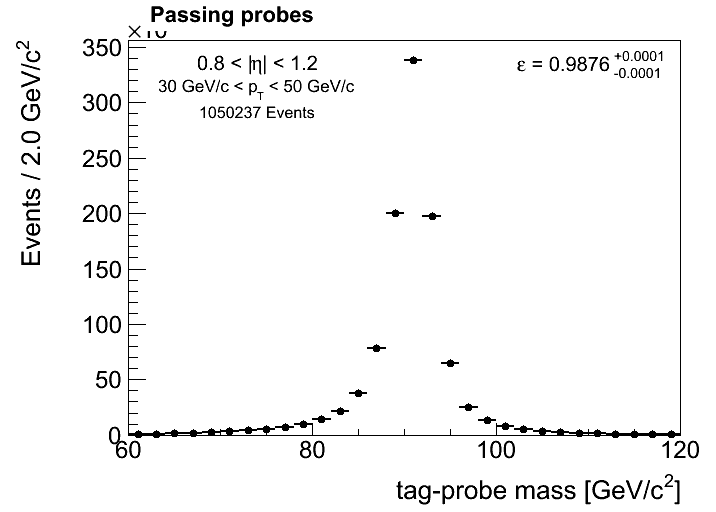 Passing probes
0.8 < |η| < 1.2
30 GeV/c < p_T < 50 GeV/c
1050237 Events
ε = 0.9876 +0.0001 -0.0001
Events / 2.0 GeV/c²
350
300
250
200
150
100
50
0
60 80 100 120
tag-probe mass [GeV/c²]